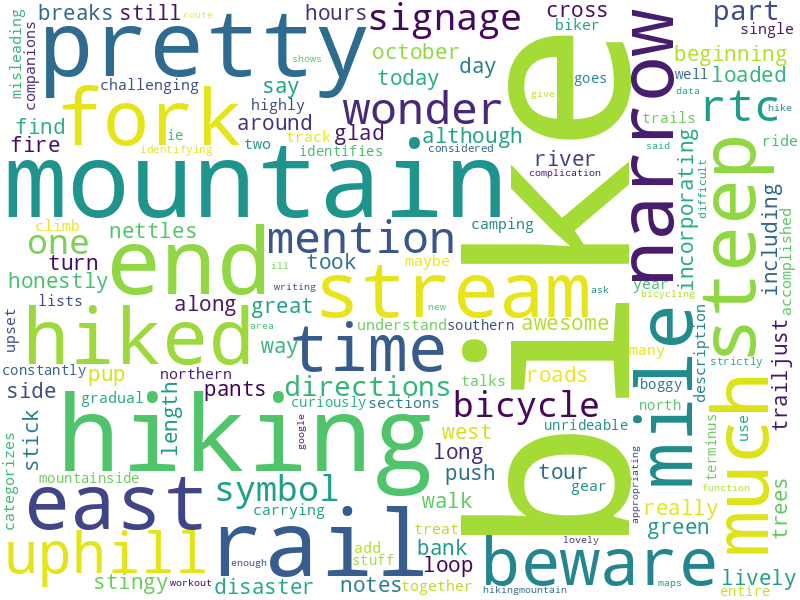 misleading
companions
breaks
still
route
hours
signage
cross
biker
part
single
pretty
shows
october
today
day
goes
beginning
loaded
well
challenging
say
fork
highly
wonder
give
data
rtc
hike
find
fire
ie
around
glad
although
trails
said
ride
identifying
track
two
identifies
considered
river
complication
mountain
bike
narrow
incorporating
difficult
steep
including
accomplished
climb
one
nettles
turn
end
mention
camping
ill
took
maybe
honestly
writing
stream
ask
year
bicycling
lists
along
great
new
awesome
upset
hiked
area
way
time
understand
southern
many
mile
description
strictly
trail
just
constantly
pup
northern
side
pants
directions
talks
roads
boggy
north
much
gradual
curiously
sections
length
hiking
google
bicycle
west
unrideable
stick
long
push
tour
gear
appropriating
terminus
use
trees
categorizes
mountainside
east
symbol
carrying
walk
really
green
function
uphill
rail
treat
bank
add
stuff
loop
together
enough
lovely
beware
lively
stingy
workout
disaster
notes
hikingmountain
maps
entire